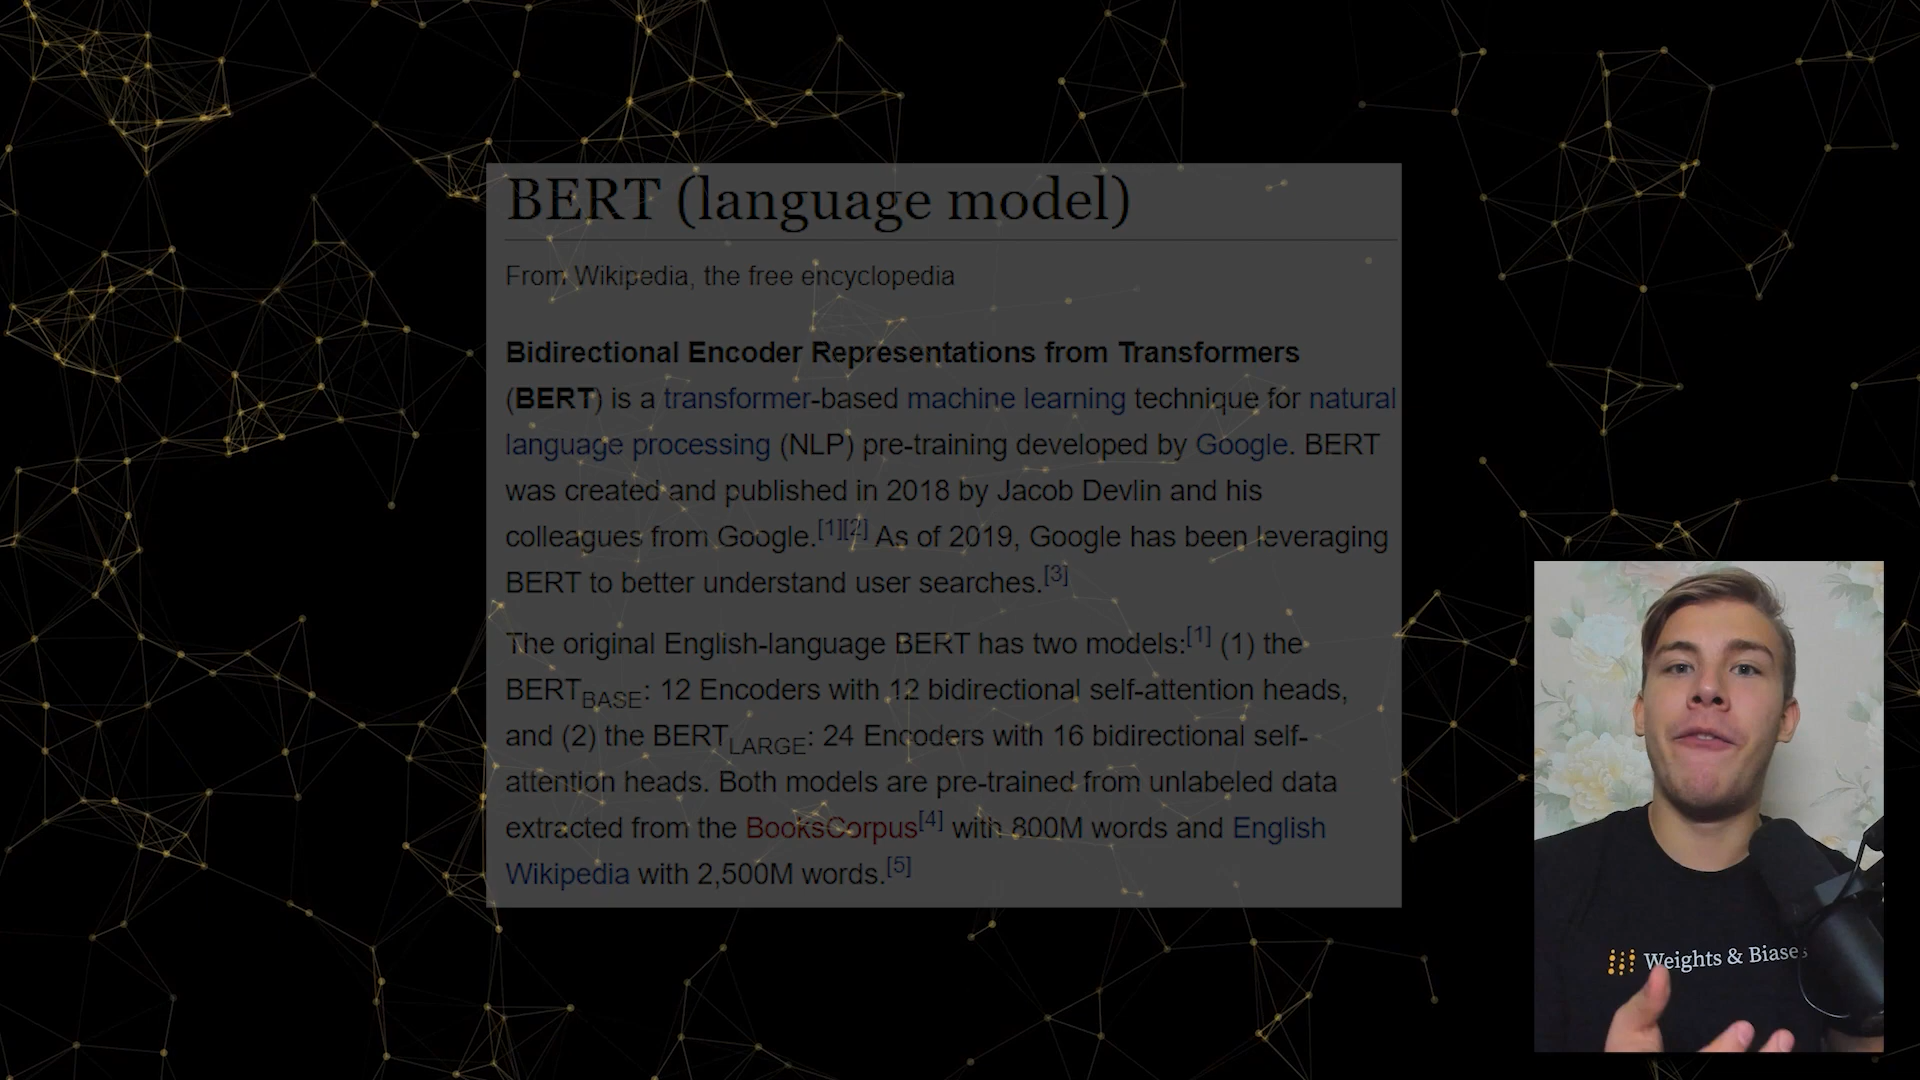 BERT (language model)
From Wikipedia, the free encyclopedia
Bidirectional Encoder Representations from Transformers
(BERT) is a transformer-based machine learning technique for natural
language processing (NLP) pre-training developed by Google. BERT
was created and published in 2018 by Jacob Devlin and his
colleagues from Google.[1][2] As of 2019, Google has been leveraging
BERT to better understand user searches.[3]
The original English-language BERT has two models:[1] (1) the
BERTBASE: 12 Encoders with 12 bidirectional self-attention heads,
and (2) the BERTLARGE: 24 Encoders with 16 bidirectional self-
attention heads. Both models are pre-trained from unlabeled data
extracted from the BooksCorpus[4] with 800M words and English
Wikipedia with 2,500M words.[5]
Weights & Biases